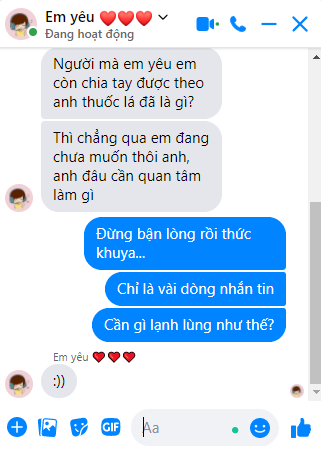 Em yêu ❤❤❤
Đang hoạt động
Người mà em yêu em
còn chia tay được theo
anh thuốc lá đã là gì?
Thì chẳng qua em đang
chưa muốn thôi anh,
anh đâu cần quan tâm
làm gì
Đừng bận lòng rồi thức
khuya...
Chỉ là vài dòng nhắn tin
Cần gì lạnh lùng như thế?
Em yêu ❤❤❤
:))
GIF
Aa